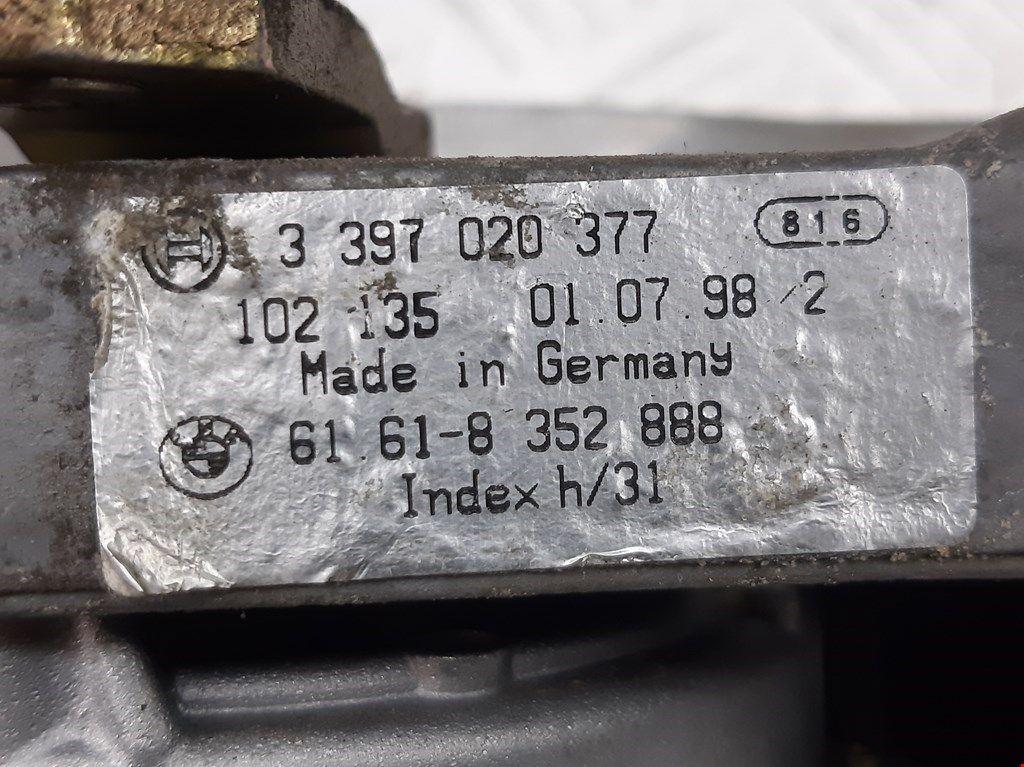 3 397 020 377 816
102 135 01.07.98 /2
Made in Germany
61.61-8 352 888
Index h/31